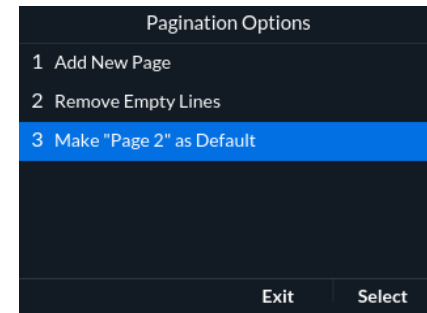 Pagination Options
1 Add New Page
2 Remove Empty Lines
3 Make "Page 2" as Default
Exit Select